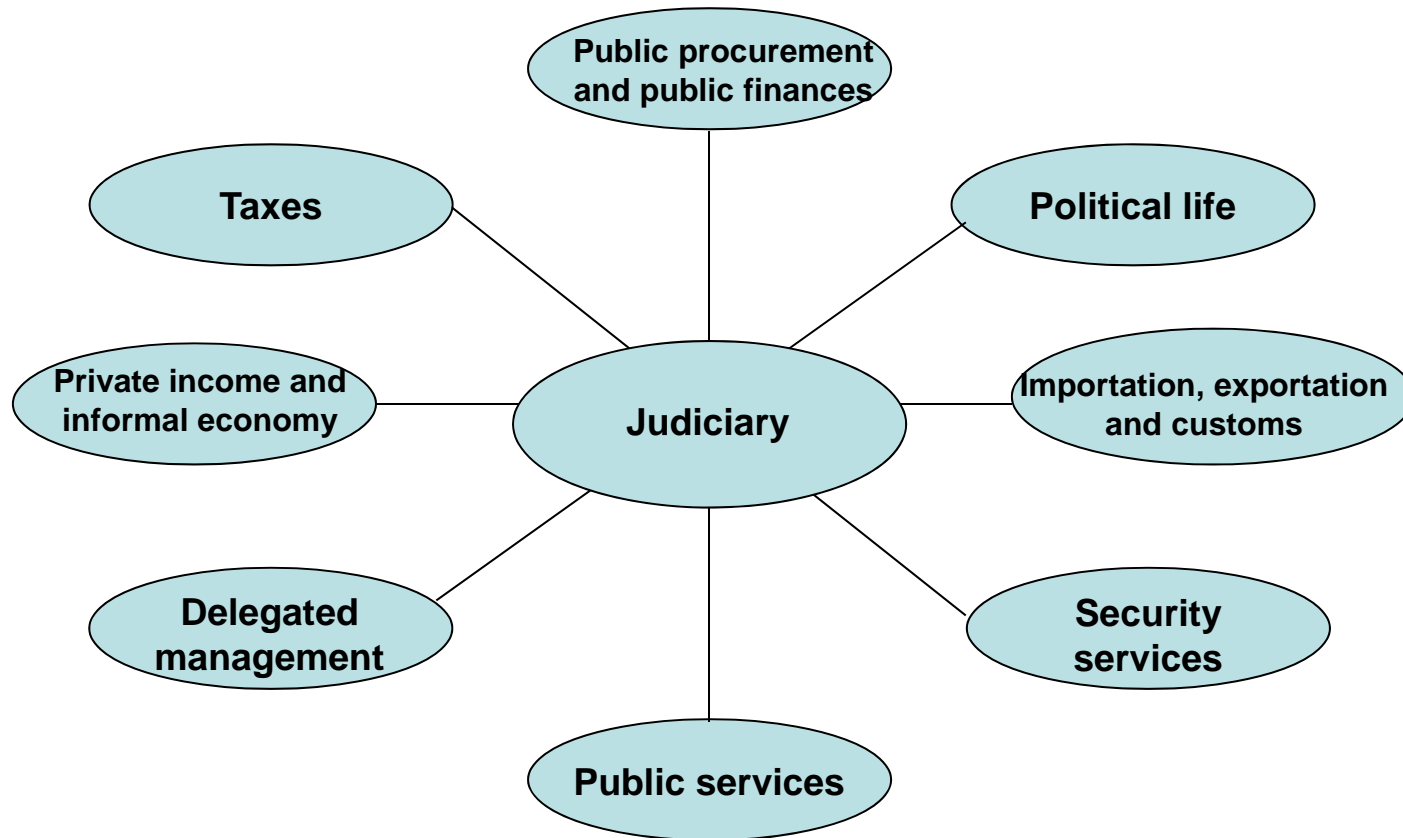 Public procurement
and public finances
Taxes
Political life
Private income and
informal economy
Judiciary
Importation, exportation
and customs
Delegated
management
Security
services
Public services